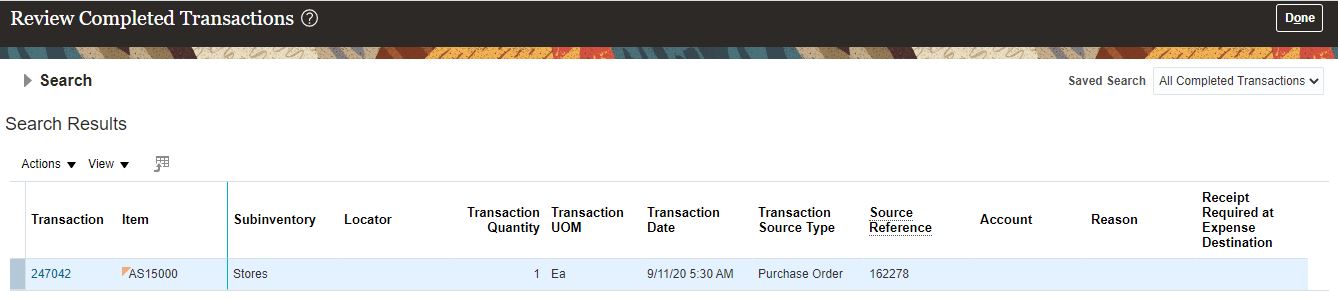 Review Completed Transactions ?
Done
Search
Saved Search All Completed Transactions
Search Results
Actions View
Transaction Item Subinventory Locator Transaction Quantity Transaction UOM Transaction Date Transaction Source Type Source Reference Account Reason Receipt Required at Expense Destination
247042 AS15000 Stores 1 Ea 9/11/20 5:30 AM Purchase Order 162278